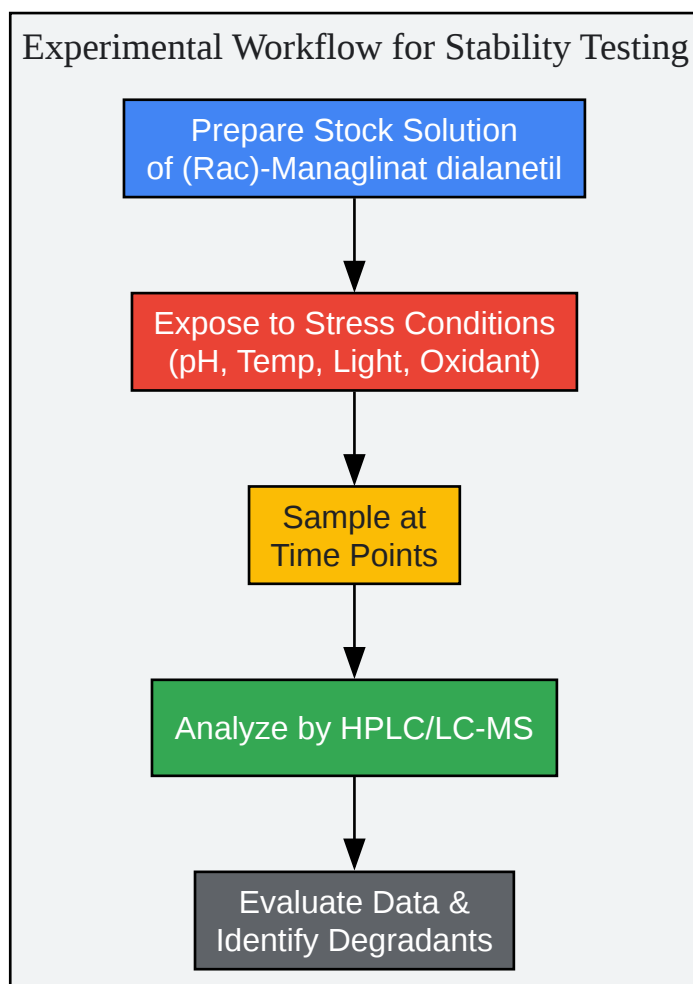 Experimental Workflow for Stability Testing
Prepare Stock Solution
of (Rac)-Managlinat dialanetil
Expose to Stress Conditions
(pH, Temp, Light, Oxidant)
Sample at
Time Points
Analyze by HPLC/LC-MS
Evaluate Data &
Identify Degradants